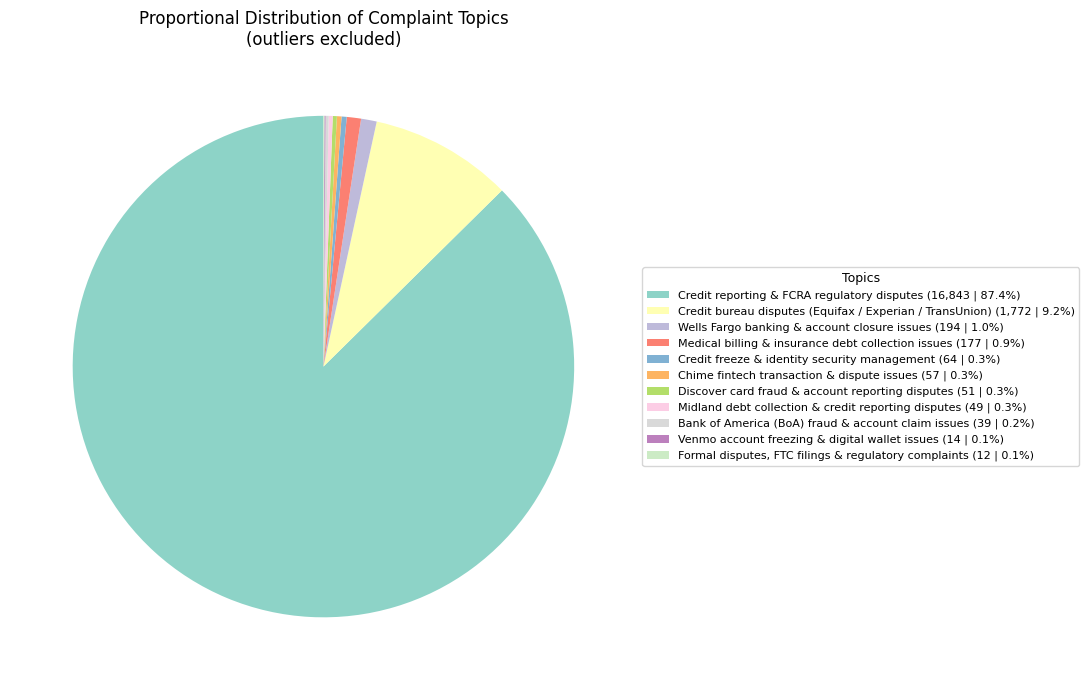 Proportional Distribution of Complaint Topics
(outliers excluded)
Topics
Credit reporting & FCRA regulatory disputes (16,843 | 87.4%)
Credit bureau disputes (Equifax / Experian / TransUnion) (1,772 | 9.2%)
Wells Fargo banking & account closure issues (194 | 1.0%)
Medical billing & insurance debt collection issues (177 | 0.9%)
Credit freeze & identity security management (64 | 0.3%)
Chime fintech transaction & dispute issues (57 | 0.3%)
Discover card fraud & account reporting disputes (51 | 0.3%)
Midland debt collection & credit reporting disputes (49 | 0.3%)
Bank of America (BoA) fraud & account claim issues (39 | 0.2%)
Venmo account freezing & digital wallet issues (14 | 0.1%)
Formal disputes, FTC filings & regulatory complaints (12 | 0.1%)